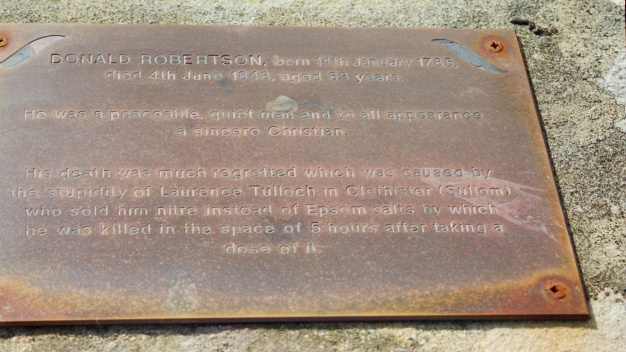 DONALD ROBERTSON, born 14th January 1785,
died 4th June 1848, aged 63 years.
He was a peaceable, quiet man and to all appearance
a sincere Christian.
His death was much regretted which was caused by
the stupidity of Laurence Tulloch in Clothister (Sullom)
who sold him nitre instead of Epsom salts by which
he was killed in the space of 5 hours after taking a
dose of it.